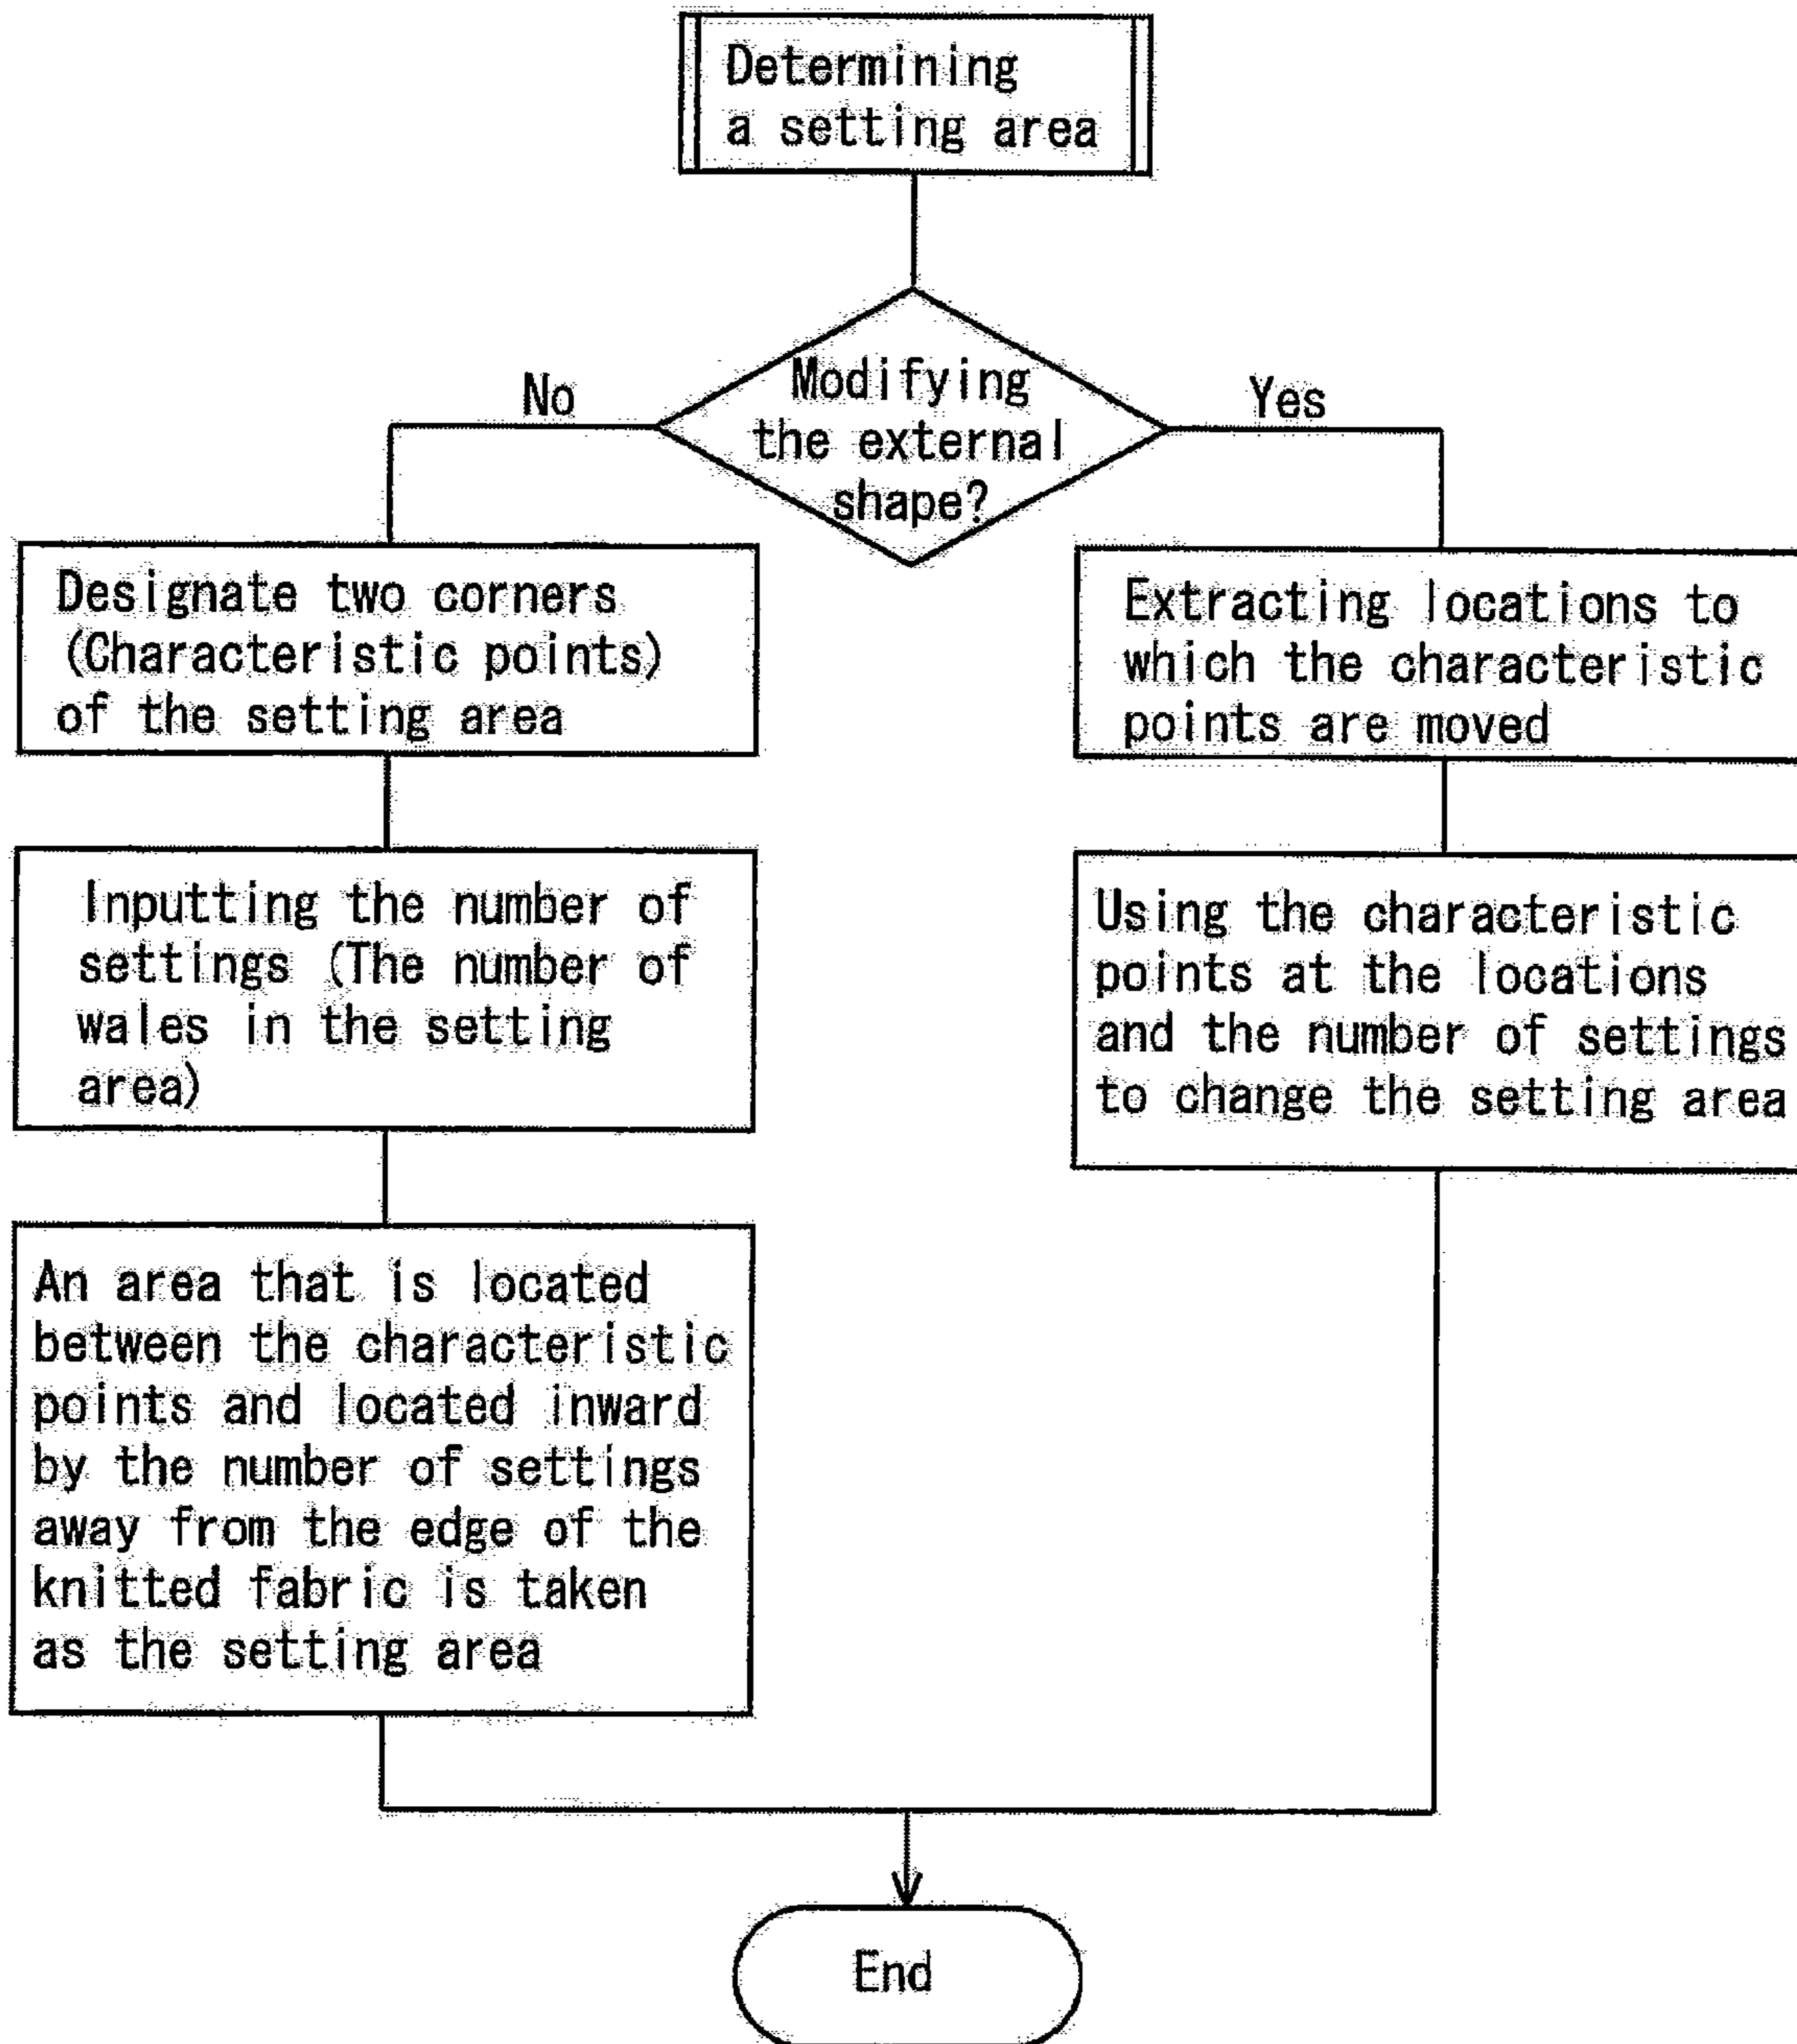 Determining
a setting area
Modifying
the external
shape?
No
Yes
Designate two corners
(Characteristic points)
of the setting area
Inputting the number of
settings (The number of
wales in the setting
area)
An area that is located
between the characteristic
points and located inward
by the number of settings
away from the edge of the
knitted fabric is taken
as the setting area
Extracting locations to
which the characteristic
points are moved
Using the characteristic
points at the locations
and the number of settings
to change the setting area
End